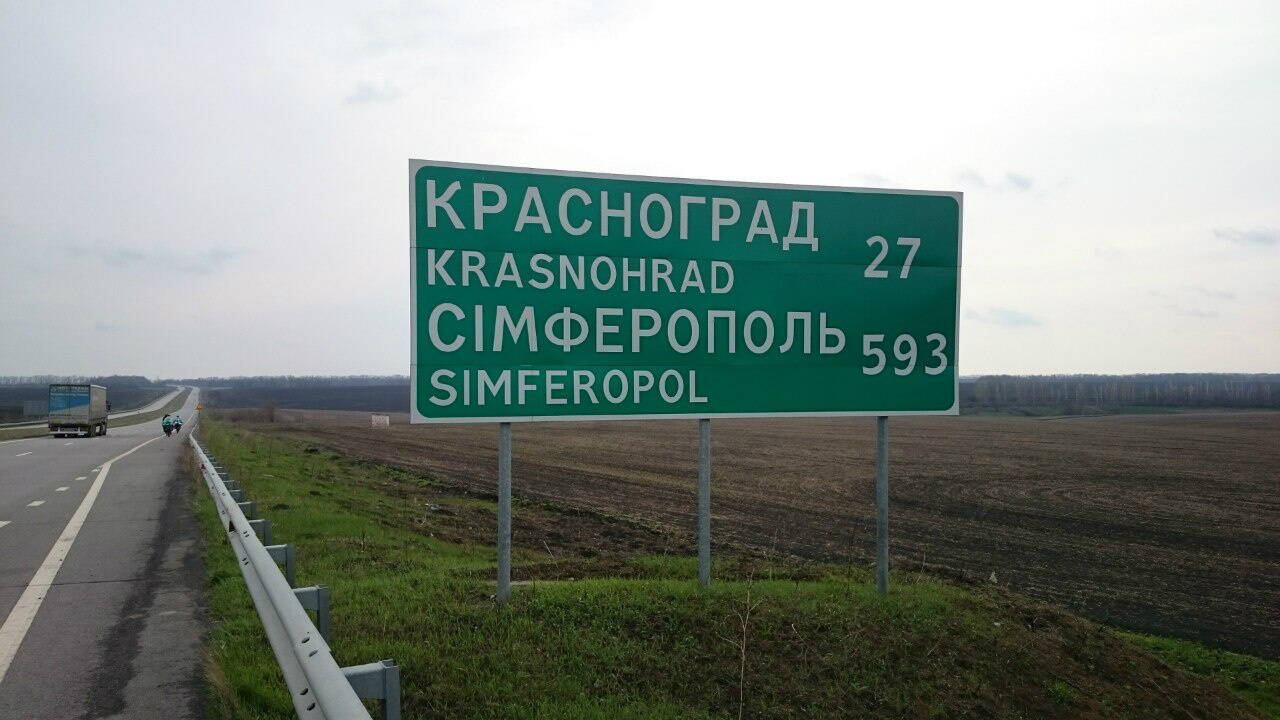 КРАСНОГРАД 27
KRASNOHRAD
СІМФЕРОПОЛЬ 593
SIMFEROPOL